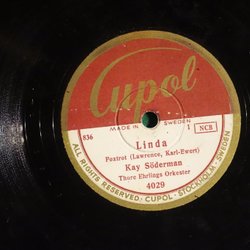 Cupol
MADE IN SWEDEN
836
1
NCB
Linda
Foxtrot (Lawrence, Karl-Ewert)
Kay Söderman
Thore Ehrlings Orkester
4029
ALL RIGHTS RESERVED · CUPOL · STOCKHOLM · SWEDEN